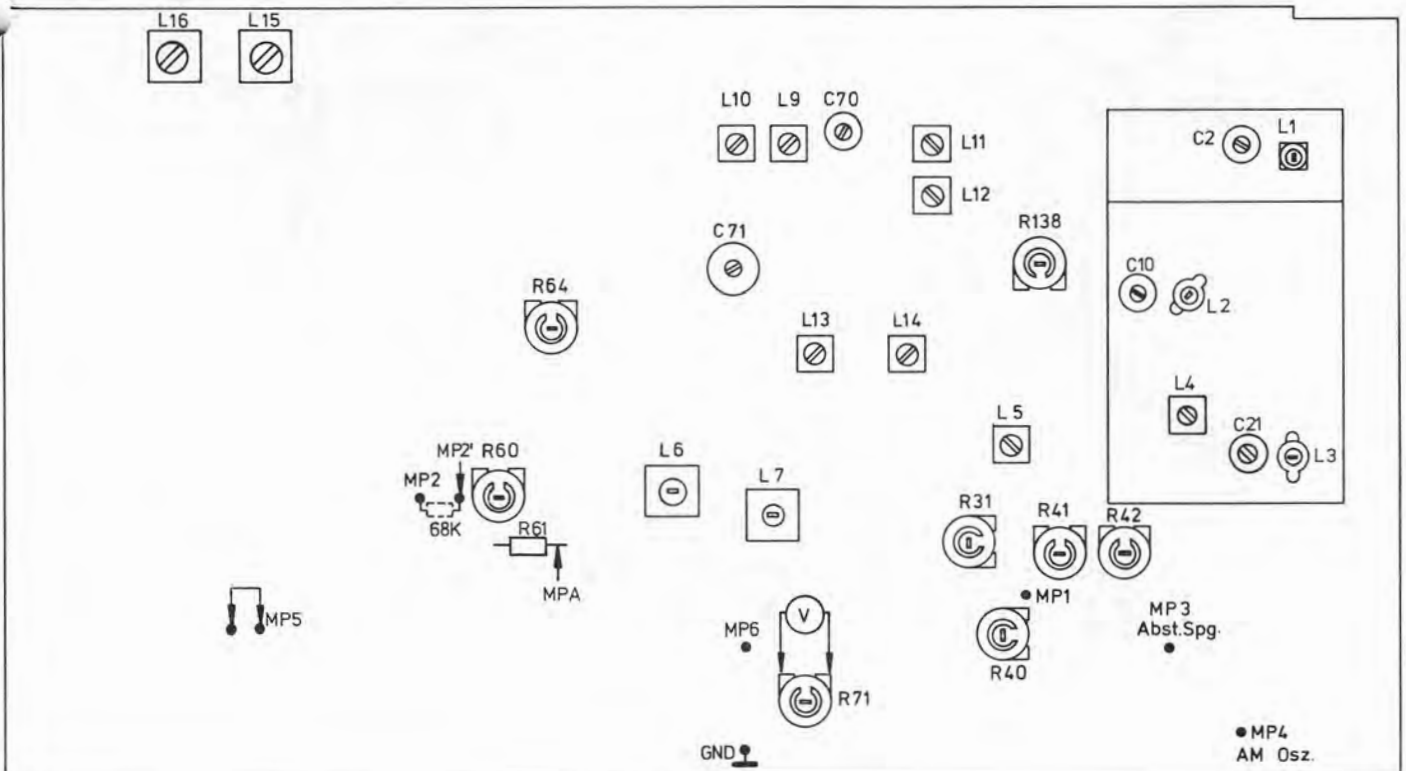 L16 L15
L10 L9 C70
L11
C2 L1
L12
R138
C71
C10
R64
L2
L13 L14
L4
L5
C21
L3
MP2' R60
MP2
L6
L7
68K
R61
R31
R41 R42
MPA
MP1
MP3
Abst.Spg.
MP5
V
MP6
R40
R71
GND
MP4
AM Osz.